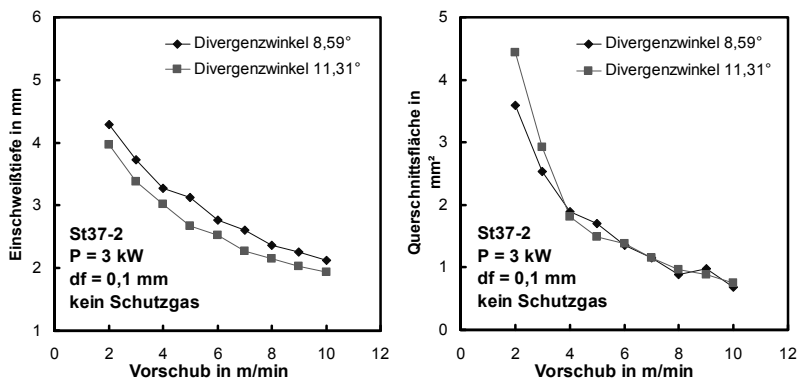 Einschweißtiefe in mm
6
5
4
3
2
1
Divergenzwinkel 8,59°
Divergenzwinkel 11,31°
St37-2
P = 3 kW
df = 0,1 mm
kein Schutzgas
0 2 4 6 8 10 12
Vorschub in m/min
Querschnittsfläche in
mm²
5
4
3
2
1
0
Divergenzwinkel 8,59°
Divergenzwinkel 11,31°
St37-2
P = 3 kW
df = 0,1 mm
kein Schutzgas
0 2 4 6 8 10 12
Vorschub in m/min